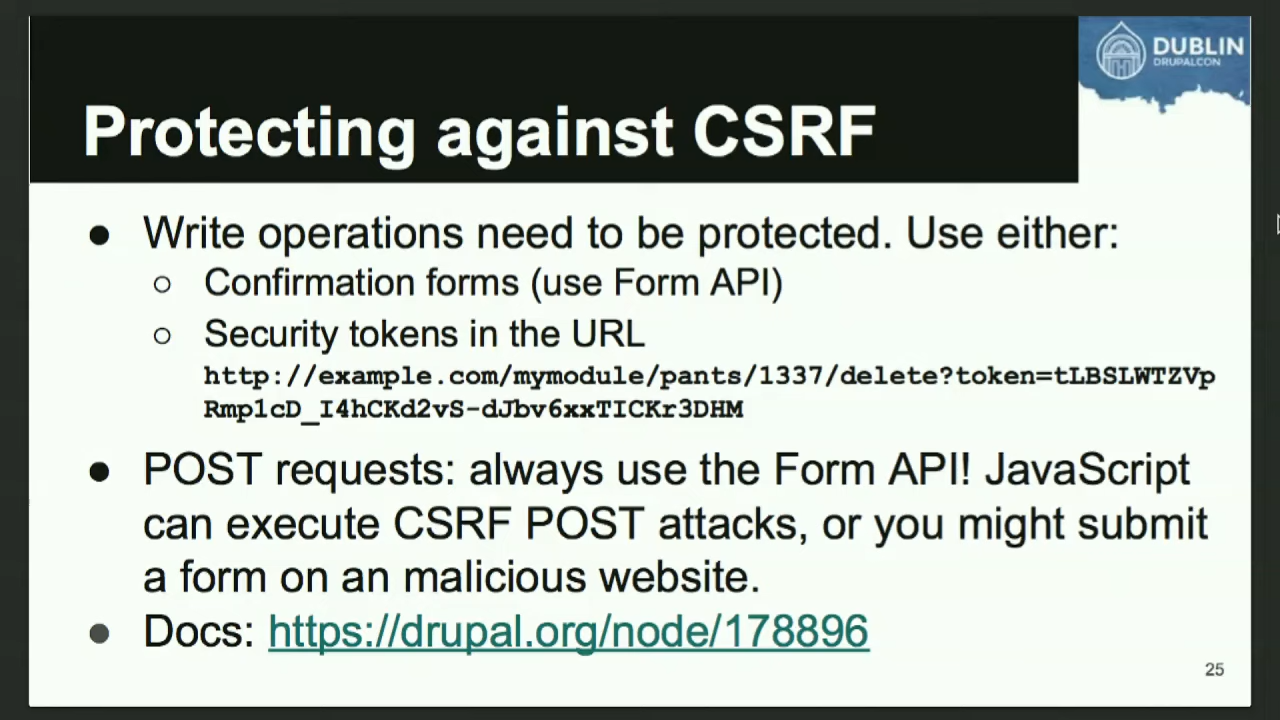 DUBLIN
DRUPALCON
Protecting against CSRF
● Write operations need to be protected. Use either:
○ Confirmation forms (use Form API)
○ Security tokens in the URL
http://example.com/mymodule/pants/1337/delete?token=tLBSLWTZVp
Rmp1cD_I4hCKd2vS-dJbv6xxTICKr3DHM
● POST requests: always use the Form API! JavaScript
can execute CSRF POST attacks, or you might submit
a form on an malicious website.
● Docs: https://drupal.org/node/178896
25